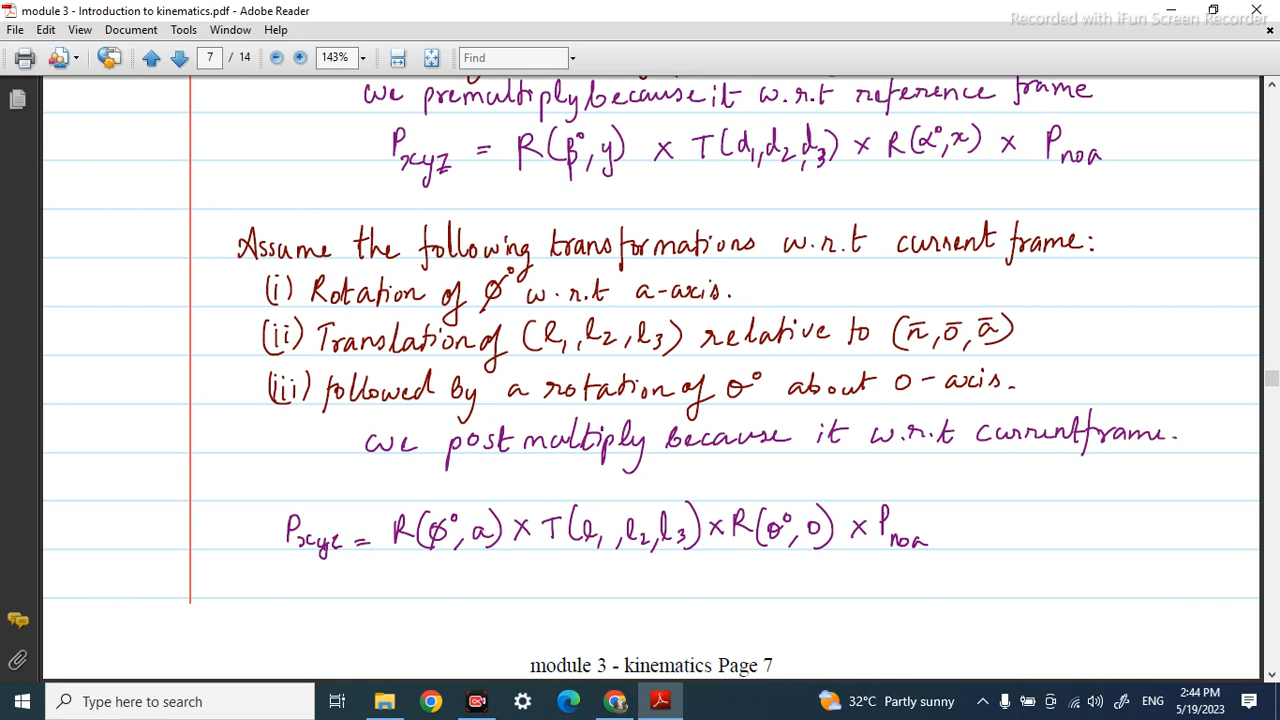 module 3 - Introduction to kinematics.pdf - Adobe Reader
Recorded with iFun Screen Recorder
File Edit View Document Tools Window Help
7 / 14 143% Find
we premultiply because it w.r.t reference frame
Pxyz = R(β°, y) × T(d1, d2, d3) × R(α°, x) × Pnoa
Assume the following transformations w.r.t current frame:
(i) Rotation of φ° w.r.t a-axis.
(ii) Translation of (l1, l2, l3) relative to (n̄, ō, ā)
(iii) followed by a rotation of θ° about o-axis.
we post multiply because it w.r.t currentframe.
Pxyz = R(φ°, a) × T(l1, l2, l3) × R(θ°, o) × Pnoa
module 3 - kinematics Page 7
Type here to search
32°C Partly sunny
2:44 PM
5/19/2023